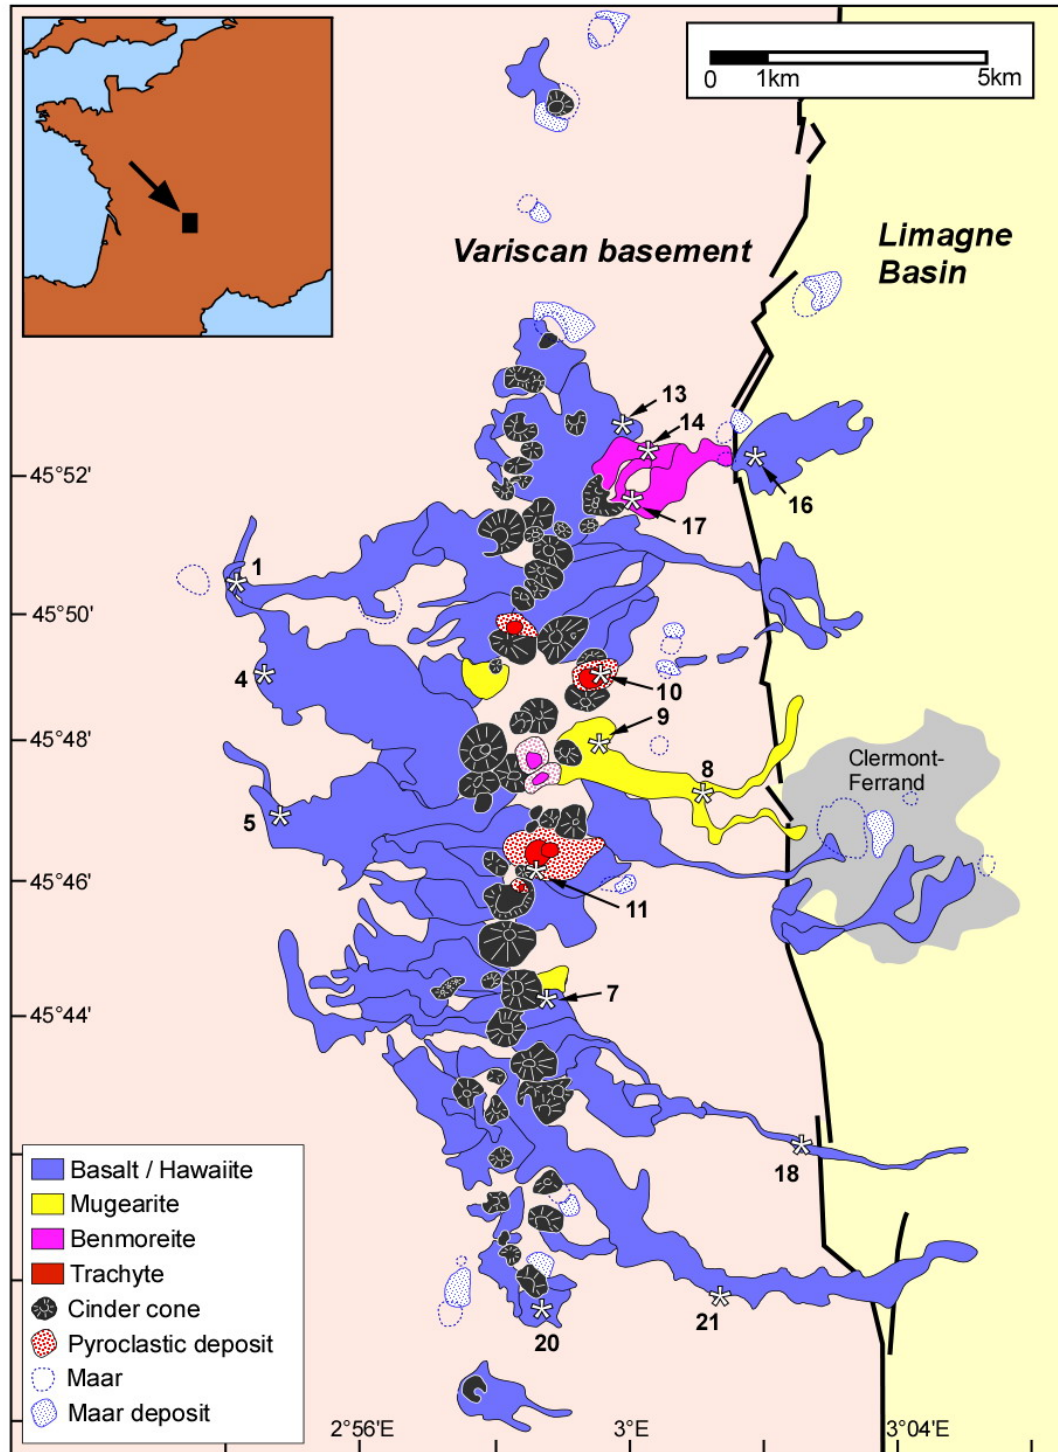 0 1km 5km
Variscan basement
Limagne
Basin
13
14
45°52'
16
17
1
45°50'
4
10
9
45°48'
Clermont-
Ferrand
8
5
45°46'
11
7
45°44'
18
Basalt / Hawaiite
Mugearite
Benmoreite
Trachyte
Cinder cone
Pyroclastic deposit
Maar
Maar deposit
21
20
2°56'E
3°E
3°04'E